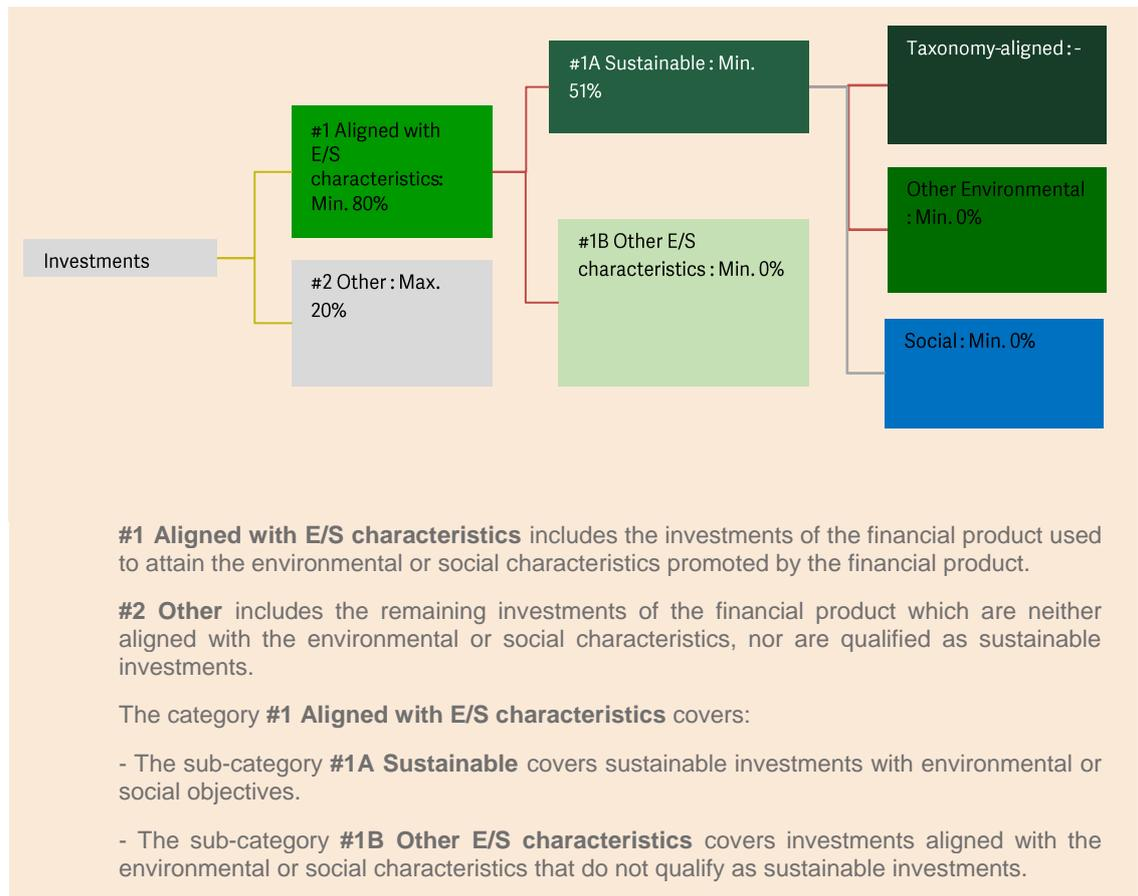 Investments
#1 Aligned with
E/S
characteristics:
Min. 80%
#2 Other : Max.
20%
#1A Sustainable : Min.
51%
#1B Other E/S
characteristics : Min. 0%
Taxonomy-aligned : -
Other Environmental
: Min. 0%
Social : Min. 0%
#1 Aligned with E/S characteristics includes the investments of the financial product used
to attain the environmental or social characteristics promoted by the financial product.
#2 Other includes the remaining investments of the financial product which are neither
aligned with the environmental or social characteristics, nor are qualified as sustainable
investments.
The category #1 Aligned with E/S characteristics covers:
- The sub-category #1A Sustainable covers sustainable investments with environmental or
social objectives.
- The sub-category #1B Other E/S characteristics covers investments aligned with the
environmental or social characteristics that do not qualify as sustainable investments.